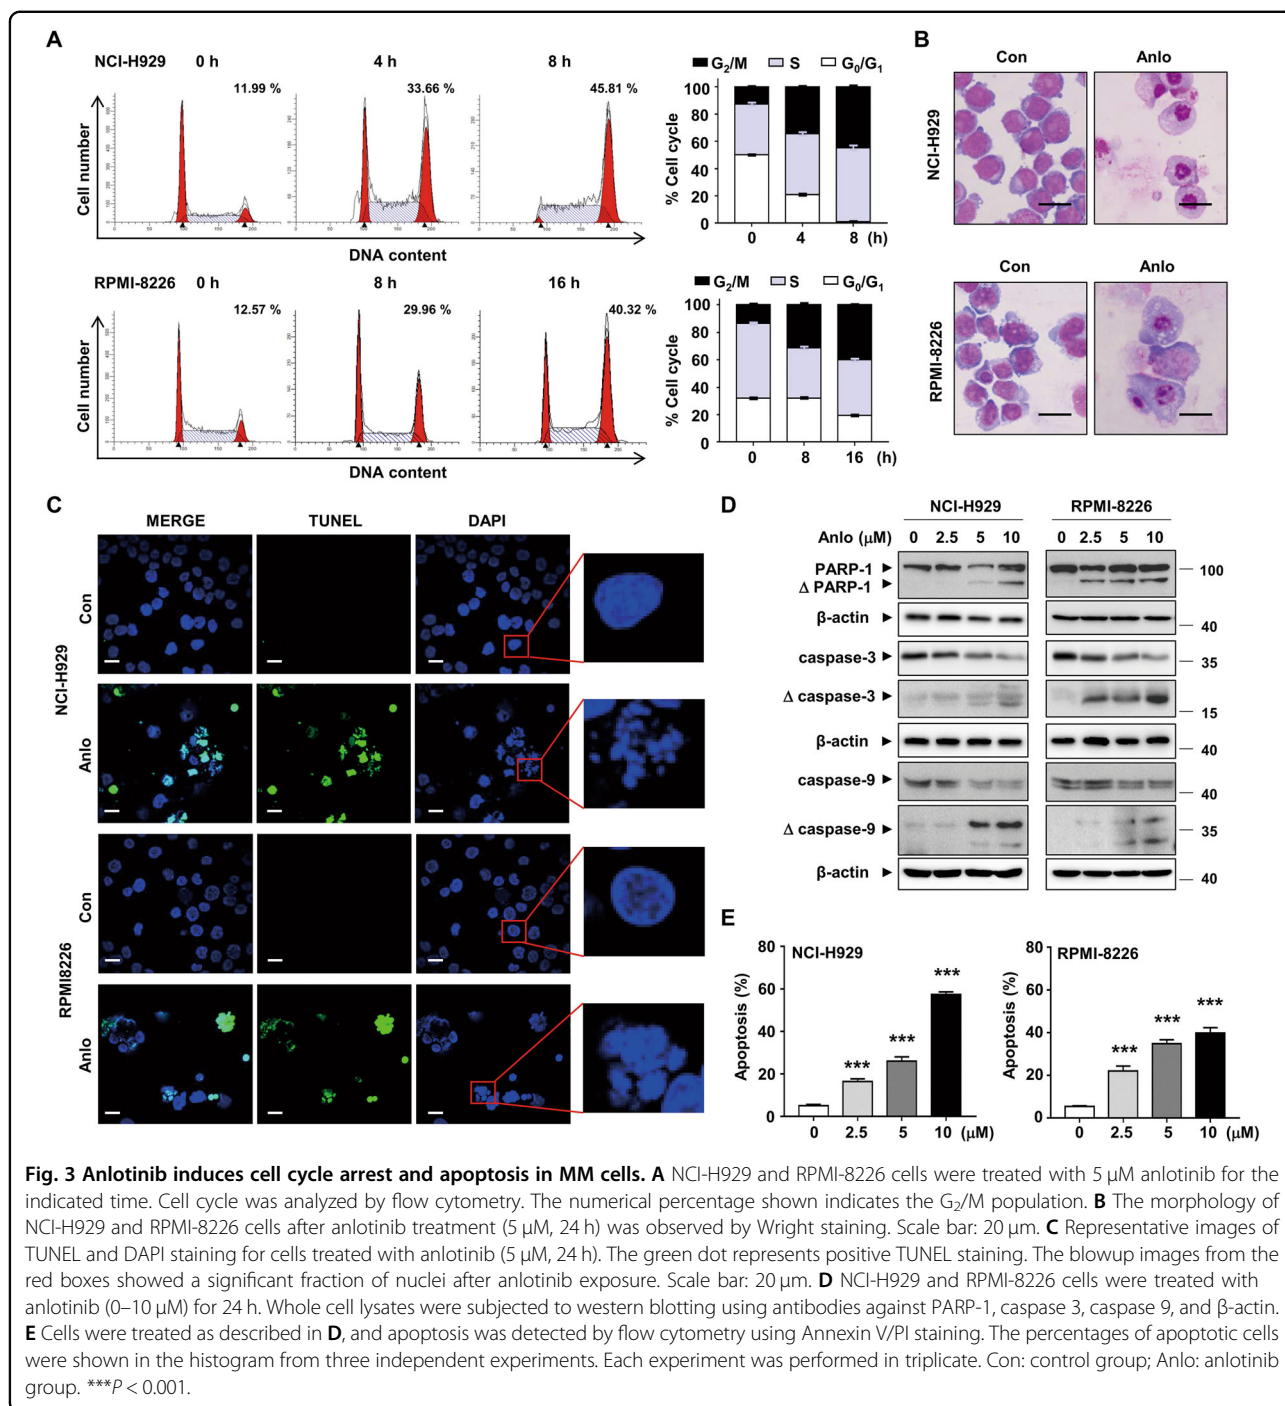 A
NCI-H929 0 h 4 h 8 h
11.99 % 33.66 % 45.81 %
Cell number
DNA content
G₂/M S G₀/G₁
% Cell cycle
100
80
60
40
20
0
0 4 8 (h)
RPMI-8226 0 h 8 h 16 h
12.57 % 29.96 % 40.32 %
Cell number
DNA content
G₂/M S G₀/G₁
% Cell cycle
100
80
60
40
20
0
0 8 16 (h)
B
Con Anlo
NCI-H929
Con Anlo
RPMI-8226
C
MERGE TUNEL DAPI
NCI-H929
Con
Anlo
RPMI8226
Con
Anlo
D
NCI-H929 RPMI-8226
Anlo (μM) 0 2.5 5 10 0 2.5 5 10
PARP-1 ► 100
Δ PARP-1 ►
β-actin ► 40
caspase-3 ► 35
Δ caspase-3 ► 15
β-actin ► 40
caspase-9 ► 40
Δ caspase-9 ► 35
β-actin ► 40
E
NCI-H929
Apoptosis (%)
80
60
40
20
0
*** *** ***
0 2.5 5 10 (μM)
RPMI-8226
Apoptosis (%)
80
60
40
20
0
*** *** ***
0 2.5 5 10 (μM)
Fig. 3 Anlotinib induces cell cycle arrest and apoptosis in MM cells. A NCI-H929 and RPMI-8226 cells were treated with 5 μM anlotinib for the
indicated time. Cell cycle was analyzed by flow cytometry. The numerical percentage shown indicates the G₂/M population. B The morphology of
NCI-H929 and RPMI-8226 cells after anlotinib treatment (5 μM, 24 h) was observed by Wright staining. Scale bar: 20 μm. C Representative images of
TUNEL and DAPI staining for cells treated with anlotinib (5 μM, 24 h). The green dot represents positive TUNEL staining. The blowup images from the
red boxes showed a significant fraction of nuclei after anlotinib exposure. Scale bar: 20 μm. D NCI-H929 and RPMI-8226 cells were treated with
anlotinib (0–10 μM) for 24 h. Whole cell lysates were subjected to western blotting using antibodies against PARP-1, caspase 3, caspase 9, and β-actin.
E Cells were treated as described in D, and apoptosis was detected by flow cytometry using Annexin V/PI staining. The percentages of apoptotic cells
were shown in the histogram from three independent experiments. Each experiment was performed in triplicate. Con: control group; Anlo: anlotinib
group. ***P < 0.001.